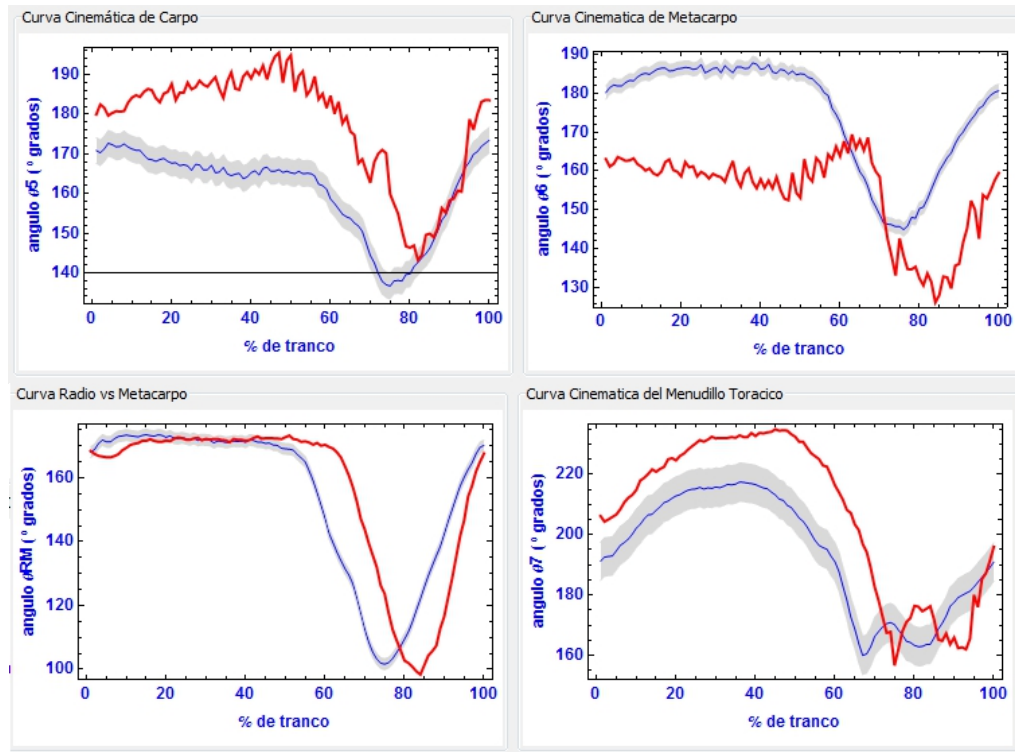 Curva Cinemática de Carpo
190
180
170
160
150
140
angulo ø5 ( º grados)
0 20 40 60 80 100
% de tranco
Curva Cinematica de Metacarpo
190
180
170
160
150
140
130
angulo ø6 ( º grados)
0 20 40 60 80 100
% de tranco
Curva Radio vs Metacarpo
160
140
120
100
angulo øRM ( º grados)
0 20 40 60 80 100
% de tranco
Curva Cinematica del Menudillo Toracico
220
200
180
160
angulo ø7 ( º grados)
0 20 40 60 80 100
% de tranco